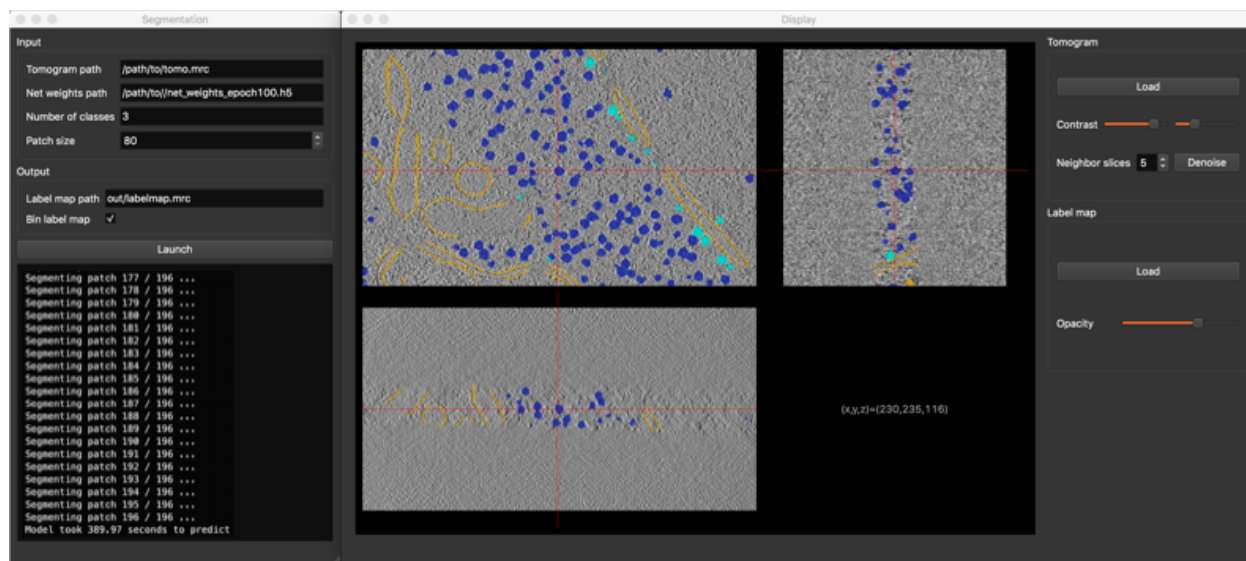 Segmentation
Input
Tomogram path /path/to/tomo.mrc
Net weights path /path/to//net_weights_epoch100.h5
Number of classes 3
Patch size 80
Output
Label map path out/labelmap.mrc
Bin label map
Launch
Segmenting patch 177 / 196 ...
Segmenting patch 178 / 196 ...
Segmenting patch 179 / 196 ...
Segmenting patch 180 / 196 ...
Segmenting patch 181 / 196 ...
Segmenting patch 182 / 196 ...
Segmenting patch 183 / 196 ...
Segmenting patch 184 / 196 ...
Segmenting patch 185 / 196 ...
Segmenting patch 186 / 196 ...
Segmenting patch 187 / 196 ...
Segmenting patch 188 / 196 ...
Segmenting patch 189 / 196 ...
Segmenting patch 190 / 196 ...
Segmenting patch 191 / 196 ...
Segmenting patch 192 / 196 ...
Segmenting patch 193 / 196 ...
Segmenting patch 194 / 196 ...
Segmenting patch 195 / 196 ...
Segmenting patch 196 / 196 ...
Model took 389.97 seconds to predict
Display
(x,y,z)=(230,235,116)
Tomogram
Load
Contrast
Neighbor slices 5 Denoise
Label map
Load
Opacity